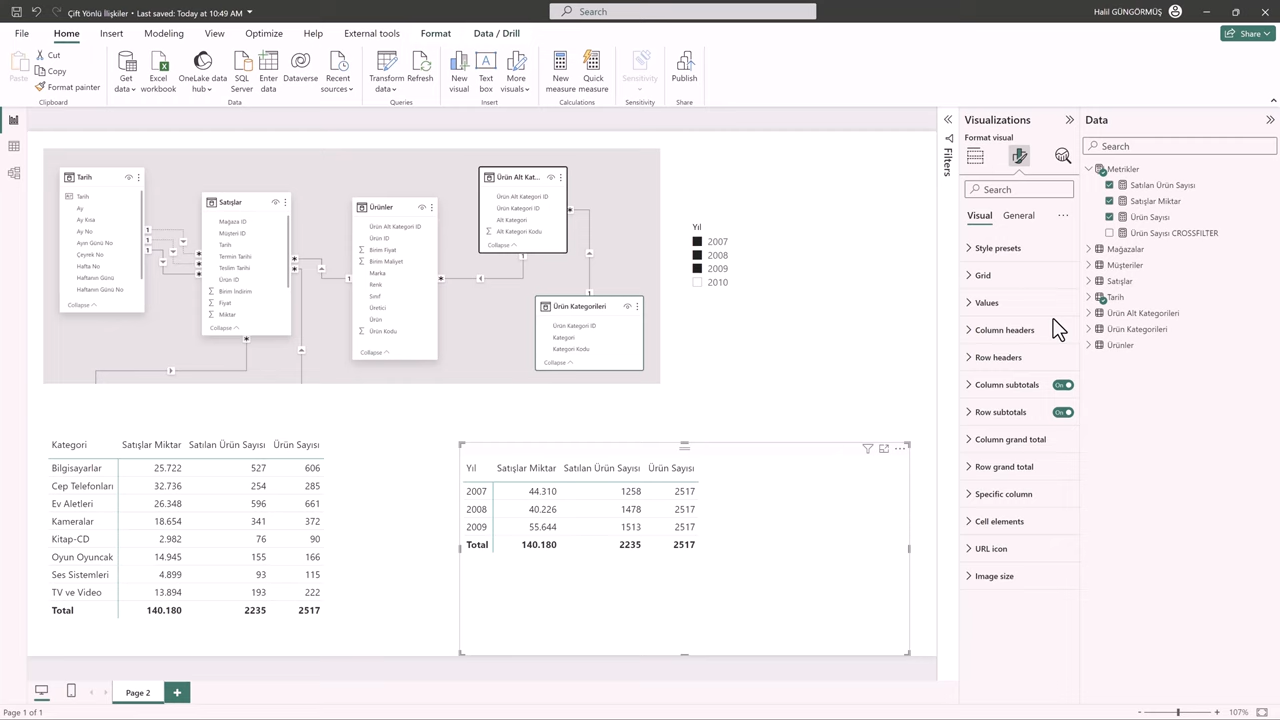 Çift Yönlü İlişkiler • Last saved: Today at 10:49 AM
Search
Halil GÜNGÖRMÜŞ
File Home Insert Modeling View Optimize Help External tools Format Data / Drill
Share
Paste
Cut
Copy
Format painter
Clipboard
Get data
Excel workbook
OneLake data hub
SQL Server
Enter data
Dataverse
Recent sources
Data
Transform data
Refresh
Queries
New visual
Text box
More visuals
Insert
New measure
Quick measure
Calculations
Sensitivity
Sensitivity
Publish
Share
Tarih
Tarih
Ay
Ay Kısa
Ay No
Ayın Günü No
Çeyrek No
Hafta No
Haftanın Günü
Haftanın Günü No
Collapse
Satışlar
Mağaza ID
Müşteri ID
Tarih
Termin Tarihi
Teslim Tarihi
Ürün ID
Birim İndirim
Fiyat
Miktar
Collapse
Ürünler
Ürün Alt Kategori ID
Ürün ID
Birim Fiyat
Birim Maliyet
Marka
Renk
Sınıf
Üretici
Ürün
Ürün Kodu
Collapse
Ürün Alt Kat...
Ürün Alt Kategori ID
Ürün Kategori ID
Alt Kategori
Alt Kategori Kodu
Collapse
Ürün Kategorileri
Ürün Kategori ID
Kategori
Kategori Kodu
Collapse
Yıl
2007
2008
2009
2010
Kategori Satışlar Miktar Satılan Ürün Sayısı Ürün Sayısı
Bilgisayarlar 25.722 527 606
Cep Telefonları 32.736 254 285
Ev Aletleri 26.348 596 661
Kameralar 18.654 341 372
Kitap-CD 2.982 76 90
Oyun Oyuncak 14.945 155 166
Ses Sistemleri 4.899 93 115
TV ve Video 13.894 193 222
Total 140.180 2235 2517
Yıl Satışlar Miktar Satılan Ürün Sayısı Ürün Sayısı
2007 44.310 1258 2517
2008 40.226 1478 2517
2009 55.644 1513 2517
Total 140.180 2235 2517
Filters
Visualizations
Format visual
Search
Visual General
Style presets
Grid
Values
Column headers
Row headers
Column subtotals On
Row subtotals On
Column grand total
Row grand total
Specific column
Cell elements
URL icon
Image size
Data
Search
Metrikler
Satılan Ürün Sayısı
Satışlar Miktar
Ürün Sayısı
Ürün Sayısı CROSSFILTER
Mağazalar
Müşteriler
Satışlar
Tarih
Ürün Alt Kategorileri
Ürün Kategorileri
Ürünler
Page 2
Page 1 of 1
107%